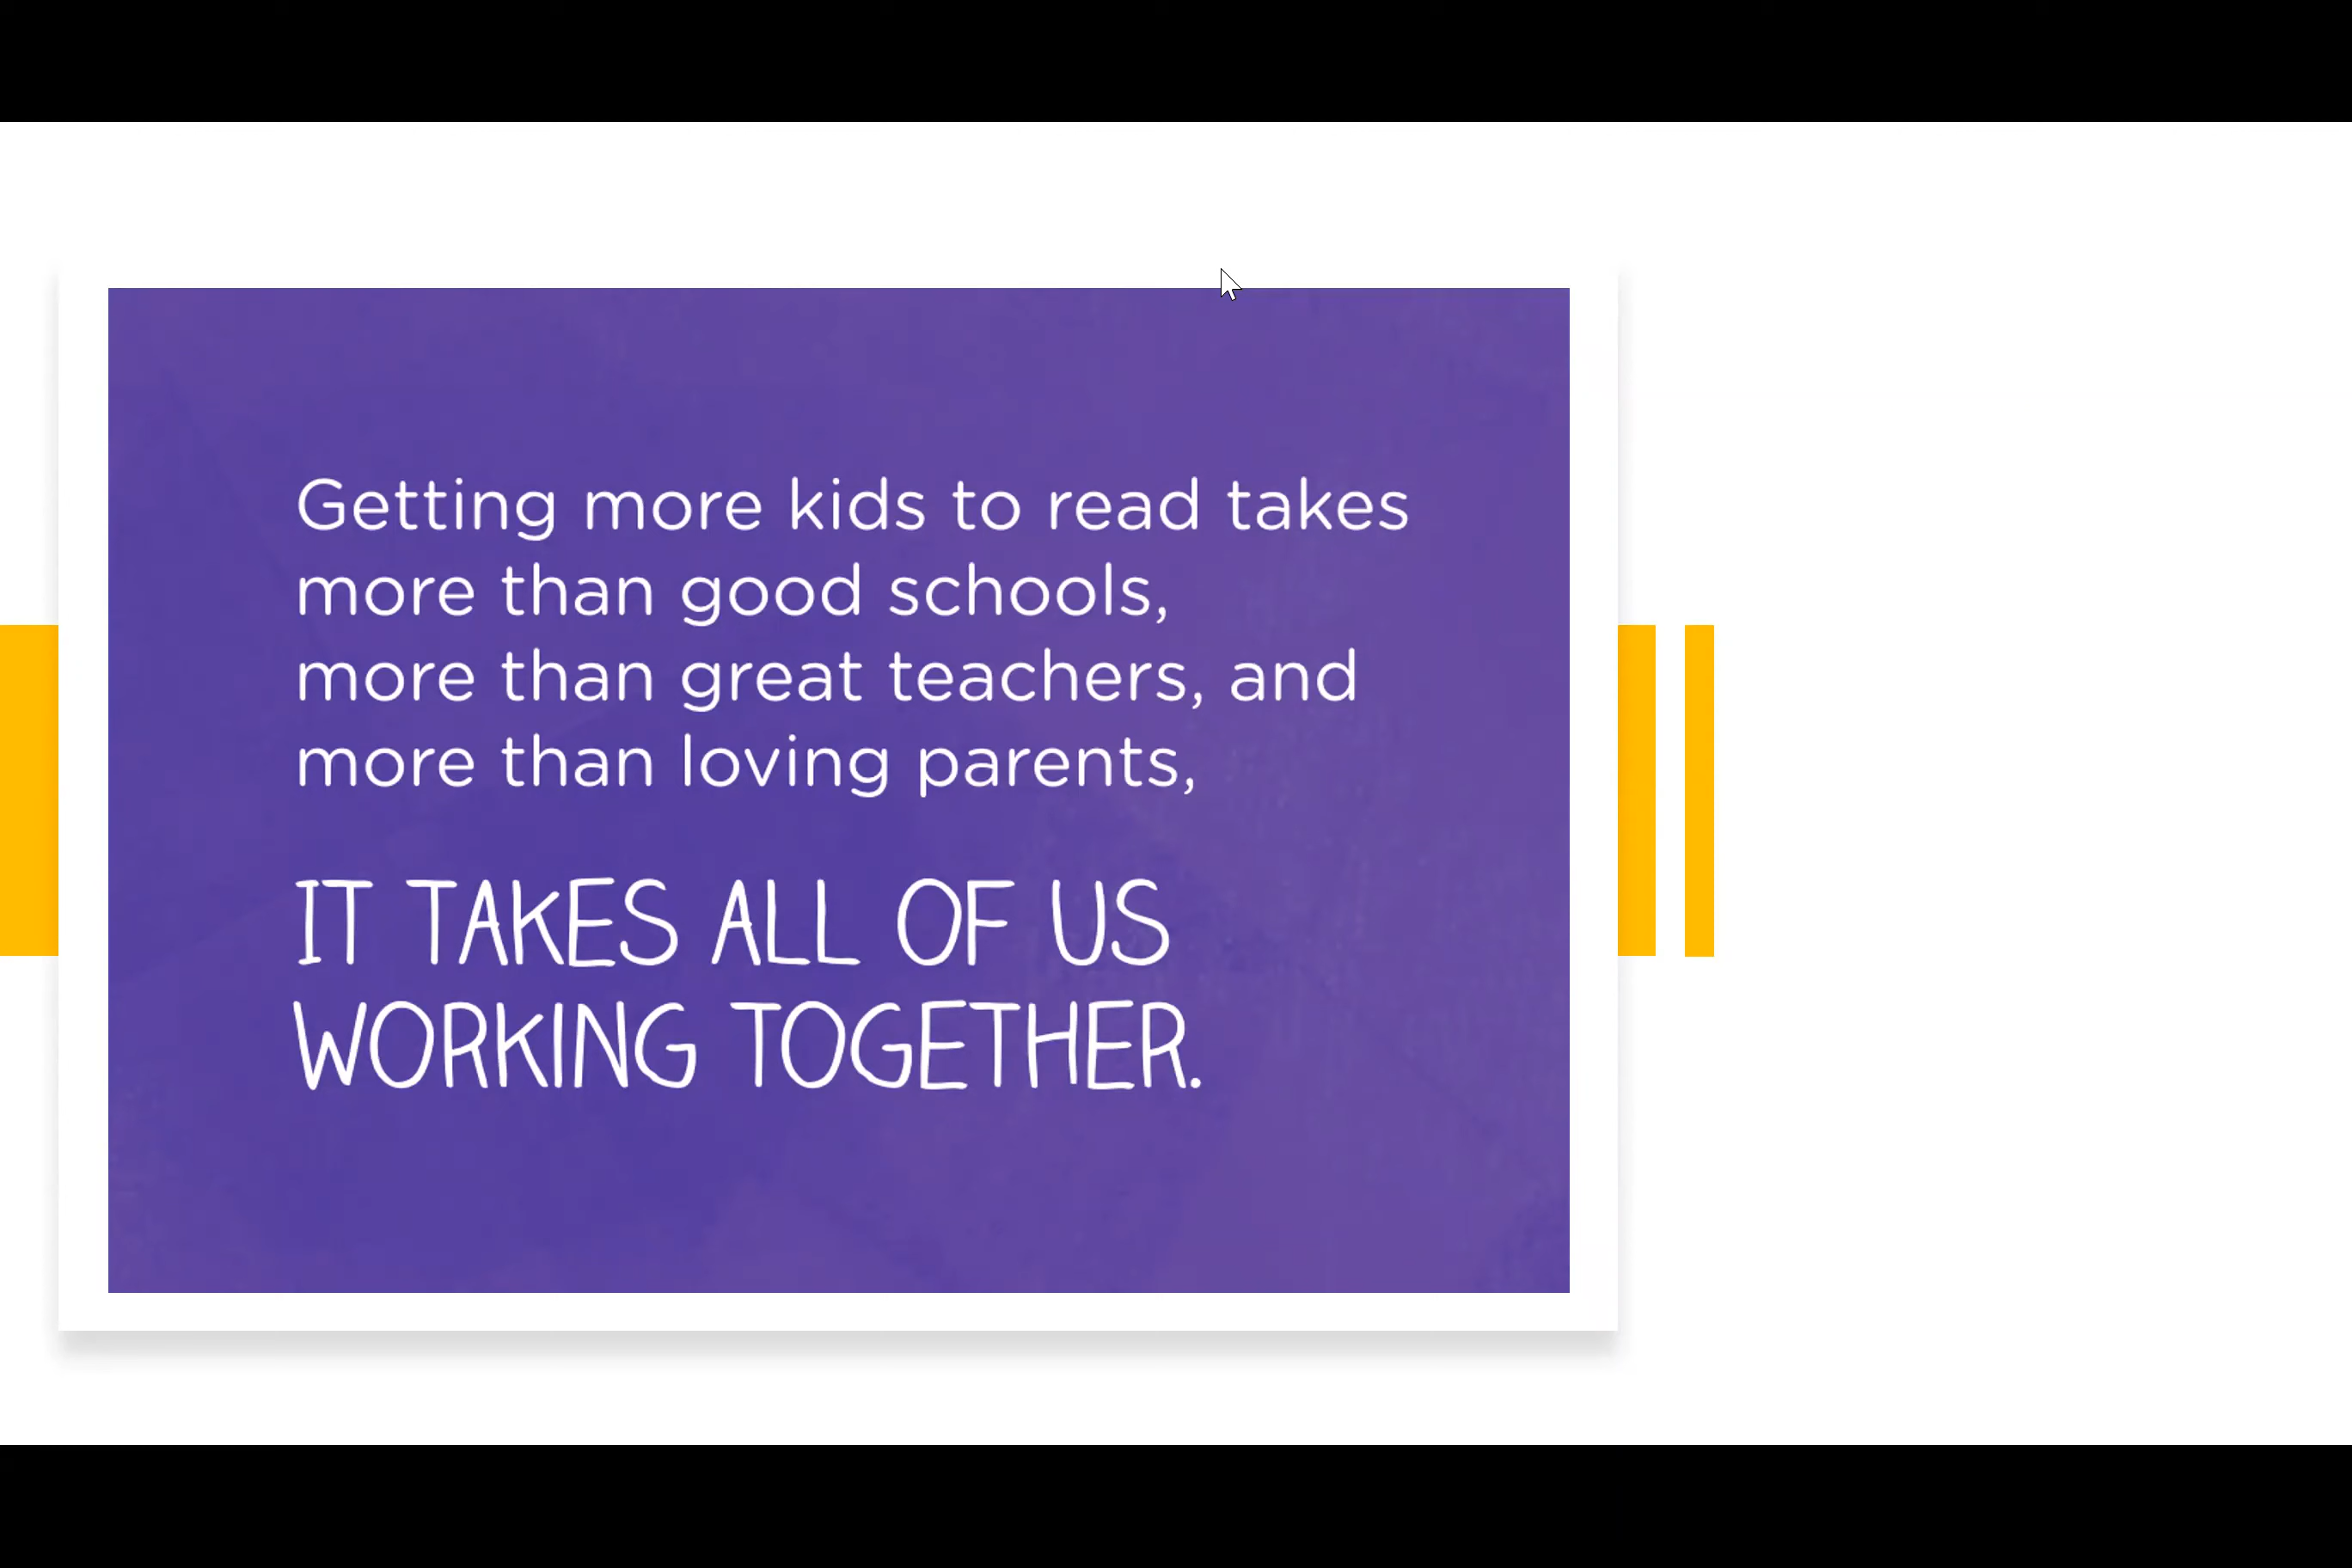 Getting more kids to read takes
more than good schools,
more than great teachers, and
more than loving parents,
IT TAKES ALL OF US
WORKING TOGETHER.